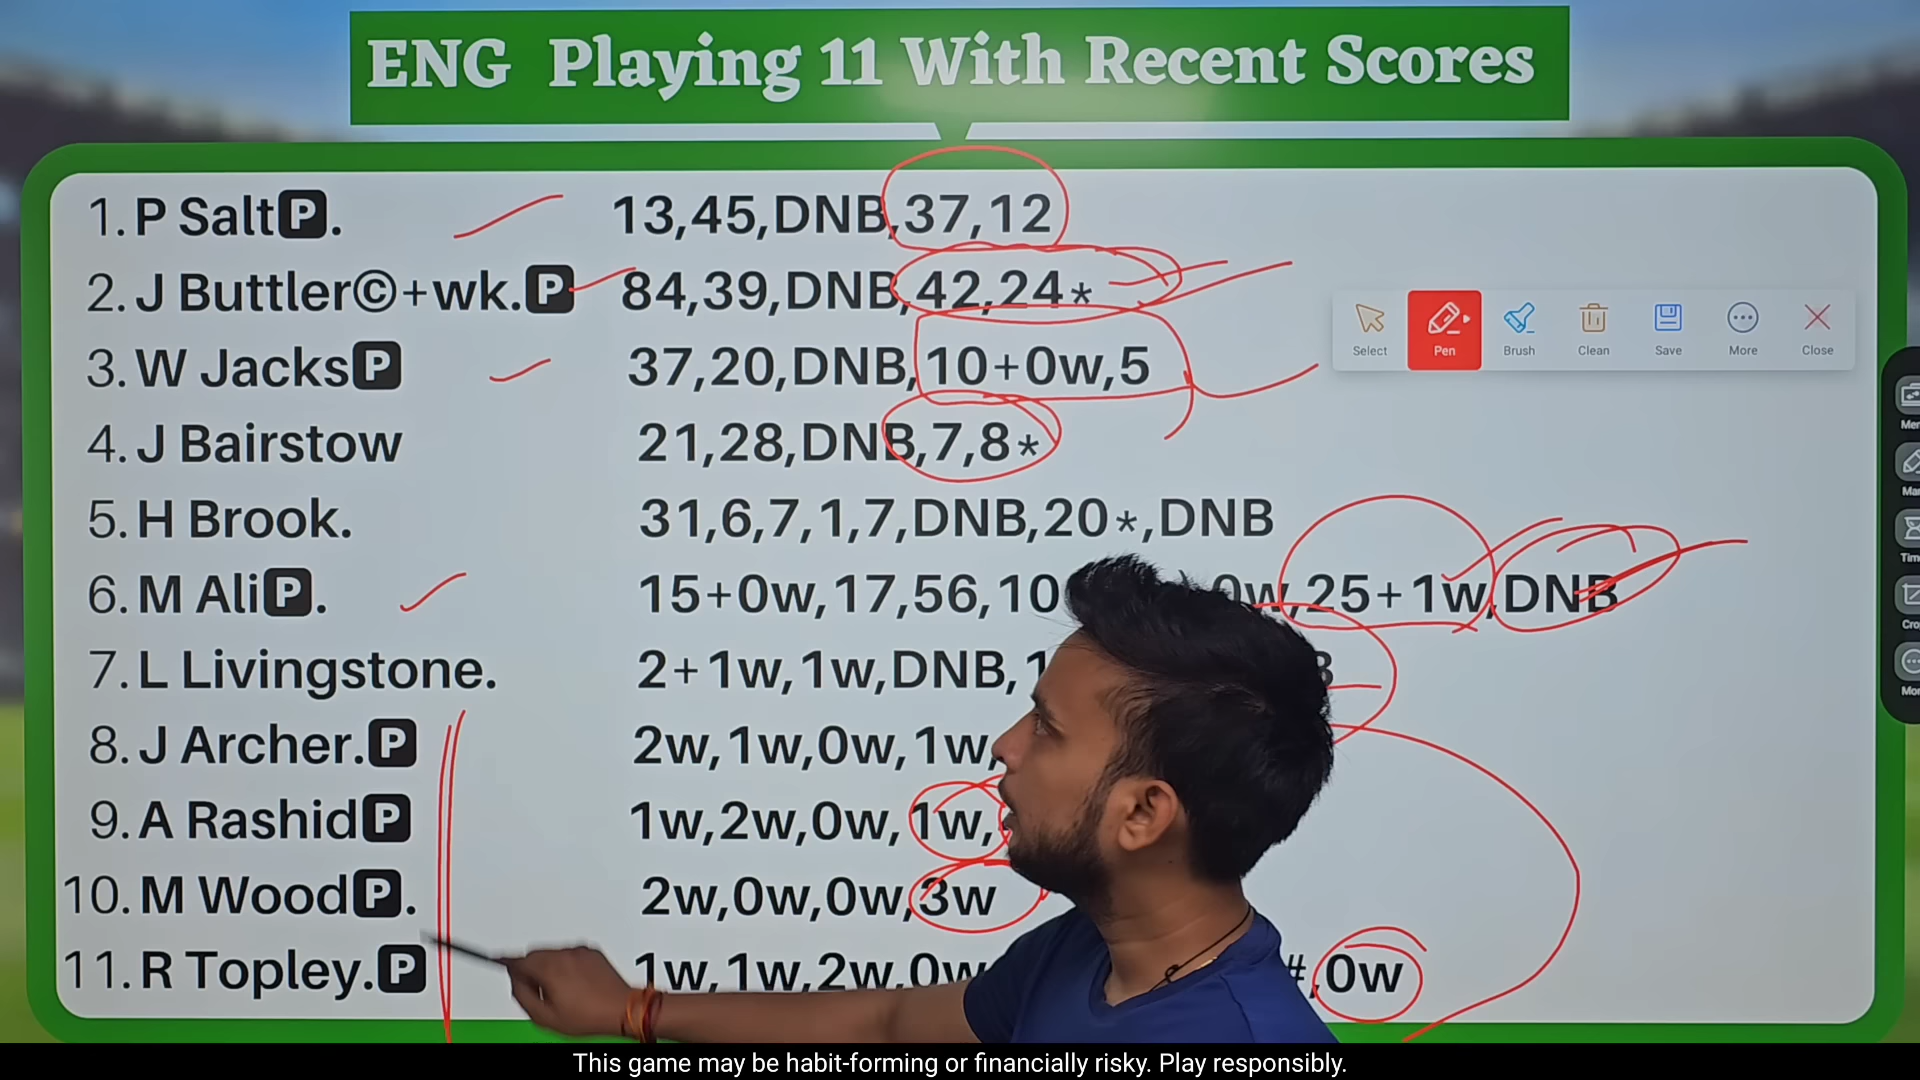 ENG Playing 11 With Recent Scores
1. P Salt🅿. 13,45,DNB,37,12
2. J Buttler©+wk.🅿 84,39,DNB,42,24*
3. W Jacks🅿 37,20,DNB,10+0w,5
4. J Bairstow 21,28,DNB,7,8*
5. H Brook. 31,6,7,1,7,DNB,20*,DNB
6. M Ali🅿. 15+0w,17,56,10 0w,25+1w,DNB
7. L Livingstone. 2+1w,1w,DNB,1
8. J Archer.🅿 2w,1w,0w,1w,
9. A Rashid🅿 1w,2w,0w,1w,
10. M Wood🅿. 2w,0w,0w,3w
11. R Topley.🅿 1w,1w,2w,0w #,0w
Select Pen Brush Clean Save More Close
This game may be habit-forming or financially risky. Play responsibly.